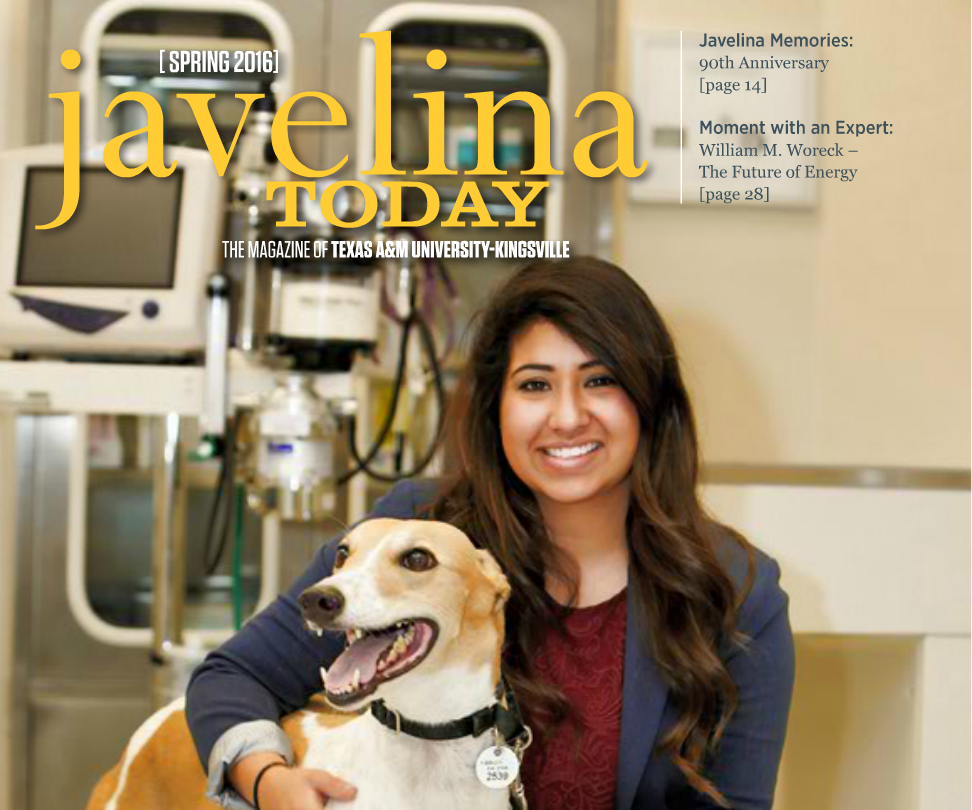 [ SPRING 2016]
javelina
TODAY
THE MAGAZINE OF TEXAS A&M UNIVERSITY-KINGSVILLE
Javelina Memories:
90th Anniversary
[page 14]
Moment with an Expert:
William M. Woreck –
The Future of Energy
[page 28]
2539